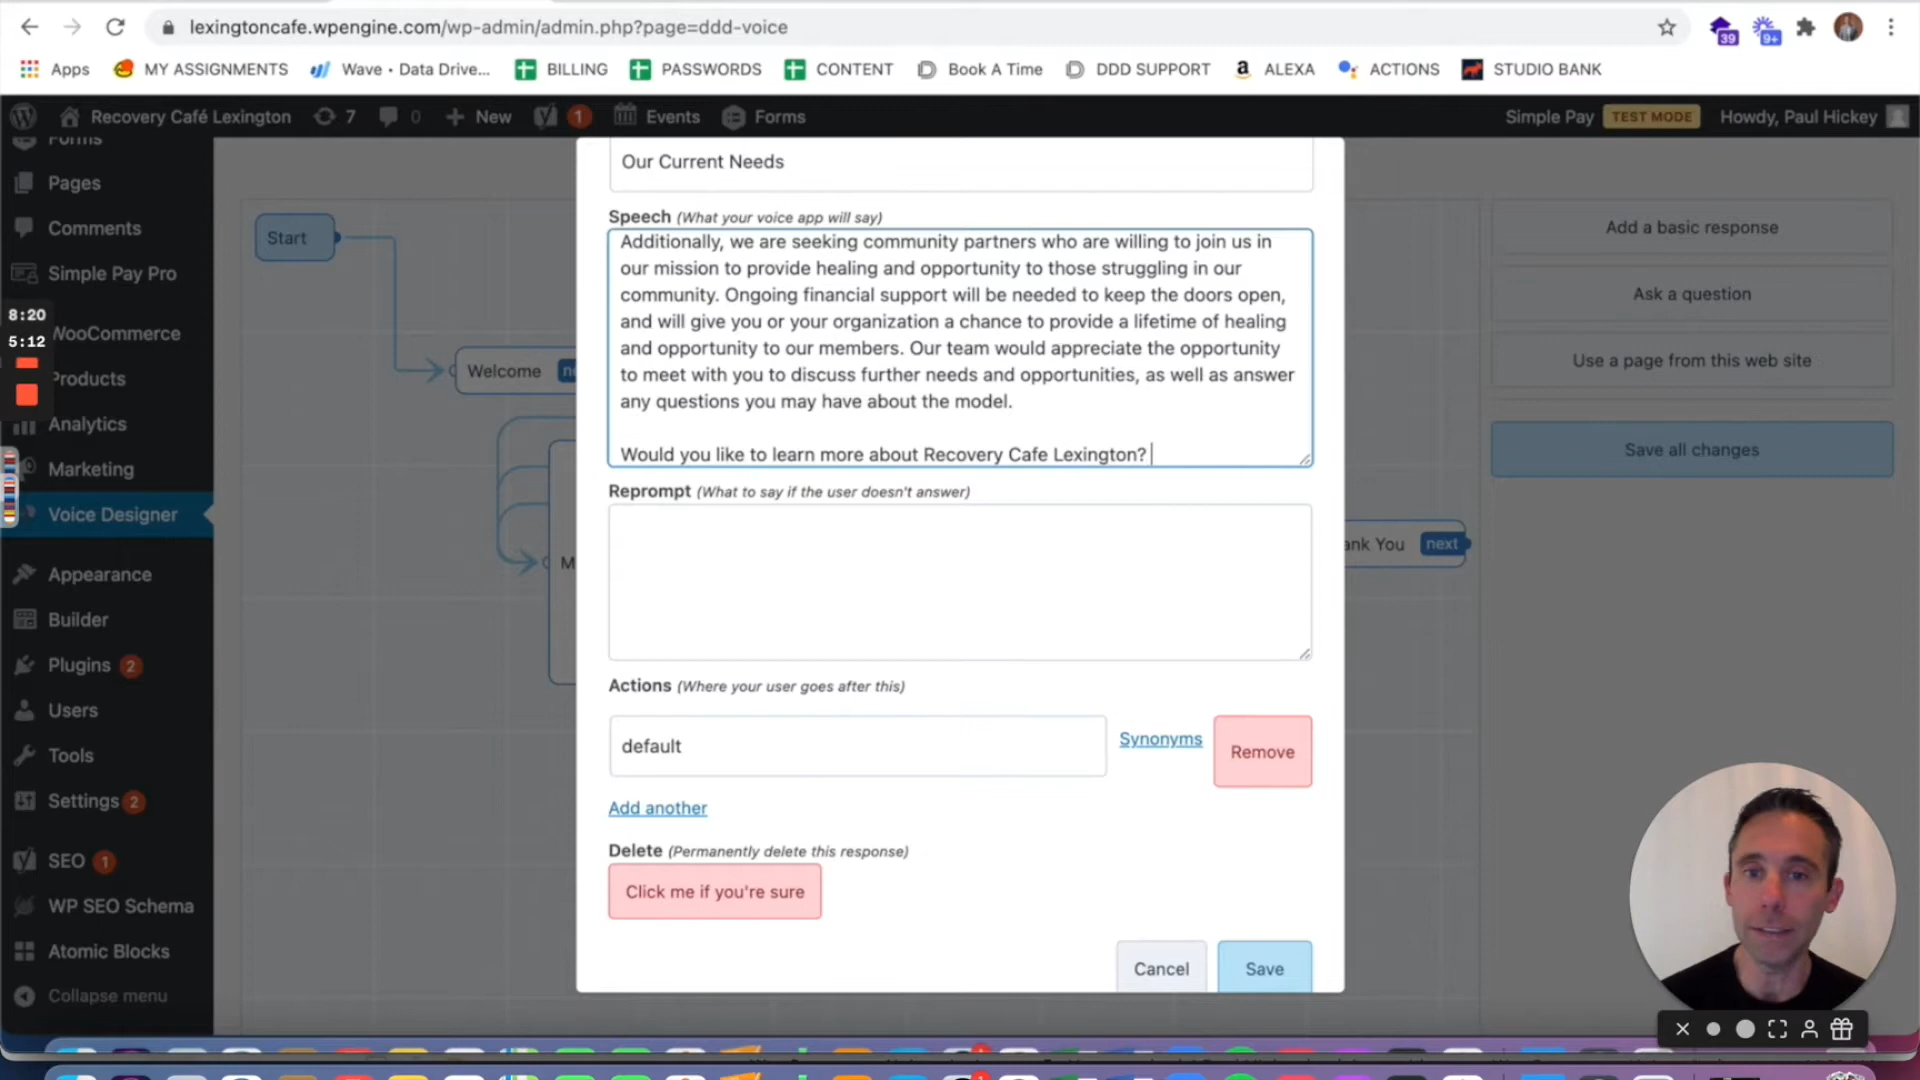 lexingtoncafe.wpengine.com/wp-admin/admin.php?page=ddd-voice
39
9+
Apps
MY ASSIGNMENTS
Wave • Data Drive...
BILLING
PASSWORDS
CONTENT
Book A Time
DDD SUPPORT
ALEXA
ACTIONS
STUDIO BANK
Recovery Café Lexington
7
0
New
1
Events
Forms
Simple Pay
TEST MODE
Howdy, Paul Hickey
Forms
Pages
Comments
Simple Pay Pro
8:20
5:12
WooCommerce
Products
Analytics
Marketing
Voice Designer
Appearance
Builder
Plugins 2
Users
Tools
Settings 2
SEO 1
WP SEO Schema
Atomic Blocks
Collapse menu
Start
Welcome
M
Our Current Needs
Speech (What your voice app will say)
Additionally, we are seeking community partners who are willing to join us in
our mission to provide healing and opportunity to those struggling in our
community. Ongoing financial support will be needed to keep the doors open,
and will give you or your organization a chance to provide a lifetime of healing
and opportunity to our members. Our team would appreciate the opportunity
to meet with you to discuss further needs and opportunities, as well as answer
any questions you may have about the model.
Would you like to learn more about Recovery Cafe Lexington?
Reprompt (What to say if the user doesn't answer)
Actions (Where your user goes after this)
default
Synonyms
Remove
Add another
Delete (Permanently delete this response)
Click me if you're sure
Cancel
Save
ank You
next
Add a basic response
Ask a question
Use a page from this web site
Save all changes